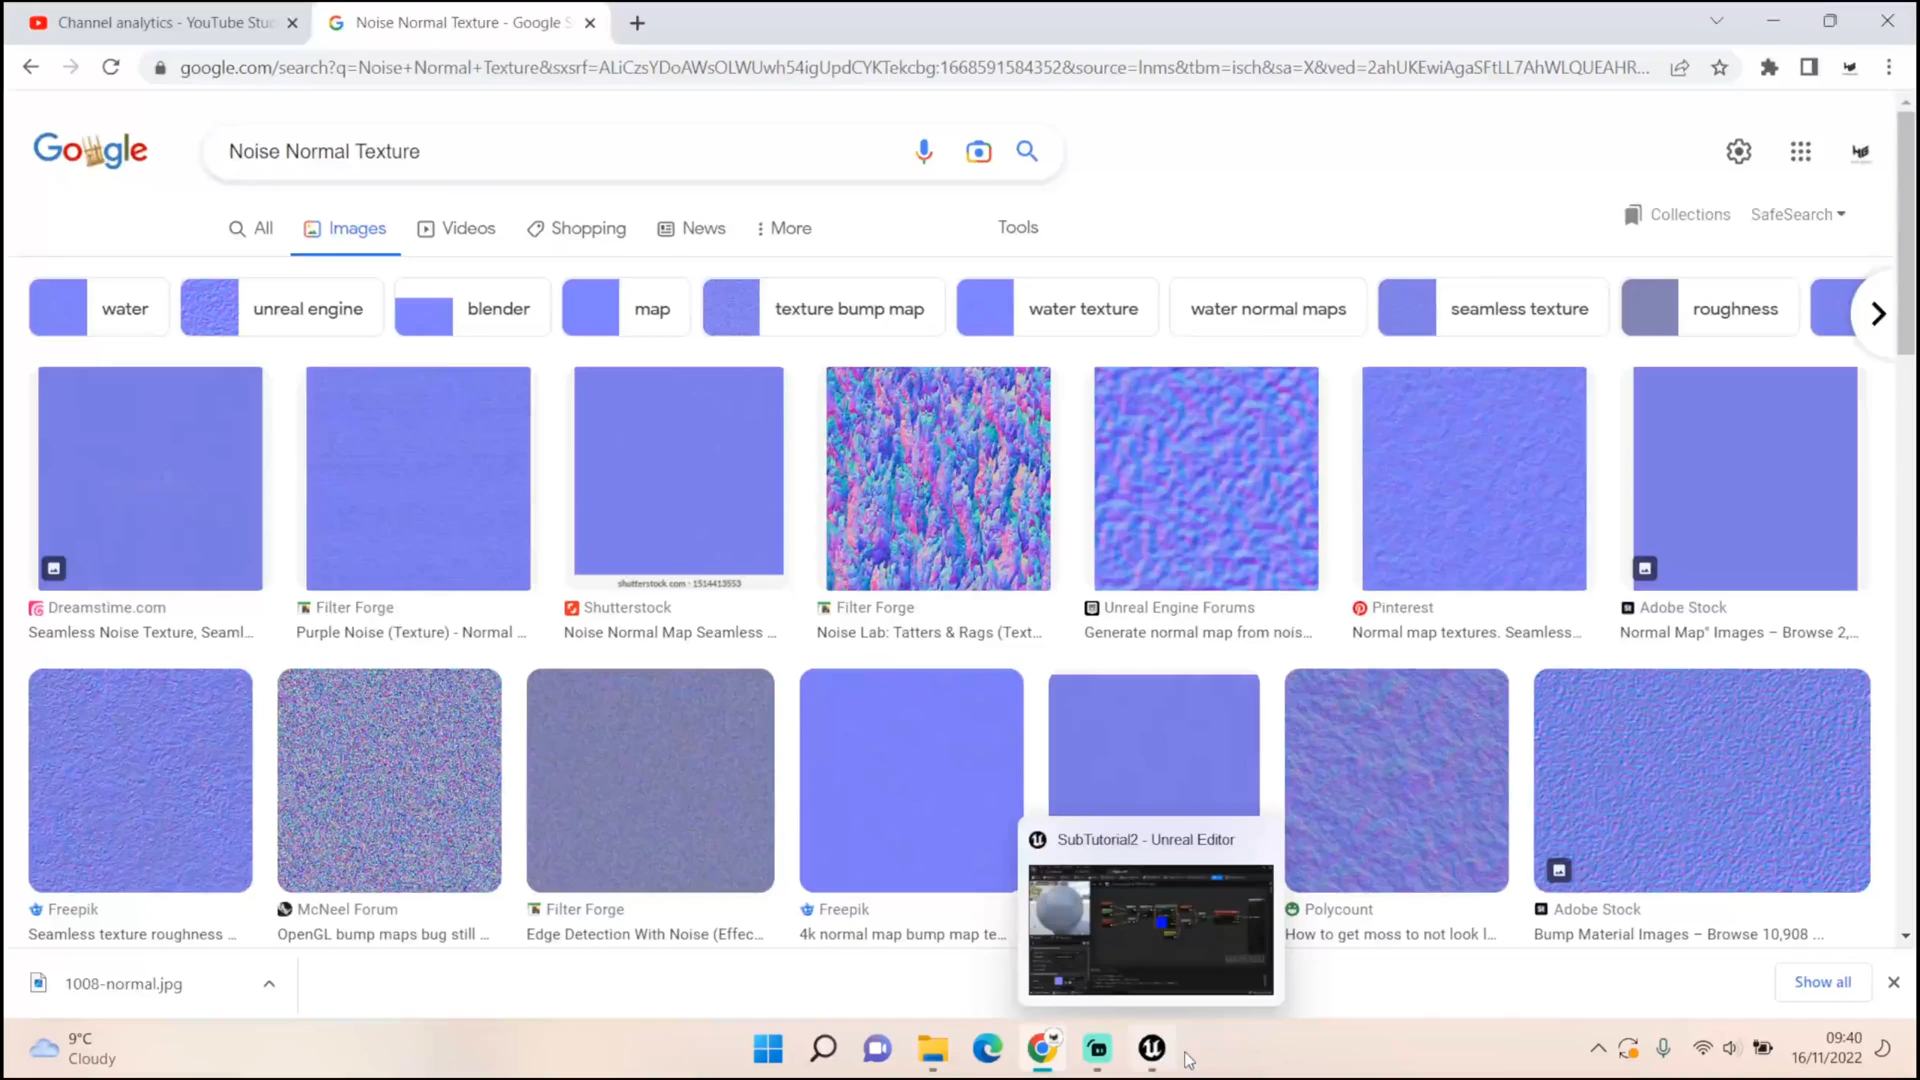 Channel analytics - YouTube Stu
Noise Normal Texture - Google S
google.com/search?q=Noise+Normal+Texture&sxsrf=ALiCzsYDoAWsOLWUwh54igUpdCYKTekcbg:1668591584352&source=lnms&tbm=isch&sa=X&ved=2ahUKEwiAgaSFtLL7AhWLQUEAHR...
Google
Noise Normal Texture
All
Images
Videos
Shopping
News
More
Tools
Collections
SafeSearch
water
unreal engine
blender
map
texture bump map
water texture
water normal maps
seamless texture
roughness
shutterstock.com · 1514413553
Dreamstime.com
Filter Forge
Shutterstock
Filter Forge
Unreal Engine Forums
Pinterest
Adobe Stock
Seamless Noise Texture, Seaml...
Purple Noise (Texture) - Normal ...
Noise Normal Map Seamless ...
Noise Lab: Tatters & Rags (Text...
Generate normal map from nois...
Normal map textures. Seamless...
Normal Map" Images – Browse 2,...
SubTutorial2 - Unreal Editor
Freepik
McNeel Forum
Filter Forge
Freepik
Polycount
Adobe Stock
Seamless texture roughness ...
OpenGL bump maps bug still ...
Edge Detection With Noise (Effec...
4k normal map bump map te...
How to get moss to not look l...
Bump Material Images – Browse 10,908 ...
1008-normal.jpg
Show all
9°C
Cloudy
09:40
16/11/2022